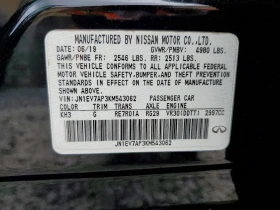 MANUFACTURED BY NISSAN MOTOR CO.,LTD.
DATE: 06/19 GVWR/PNBV: 4980 LBS.
GAWR/PNBE FR: 2546 LBS. RR: 2513 LBS.
THIS VEHICLE CONFORMS TO ALL APPLICABLE FEDERAL
MOTOR VEHICLE SAFETY,BUMPER,AND THEFT PREVENTION
STANDARDS IN EFFECT ON THE DATE OF
MANUFACTURE SHOWN ABOVE.
VIN: JN1EV7AP3KM543062 PASSENGER CAR
COLOR TRIM TRANS AXLE ENGINE
KH3 G RE7R01A RG29 VR30(DDTT) 2997CC
JN1EV7AP3KM543062
INFINITI